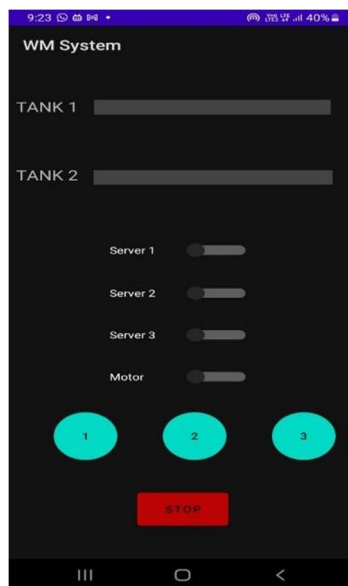 9:23 40%
WM System
TANK 1
TANK 2
Server 1
Server 2
Server 3
Motor
1 2 3
STOP